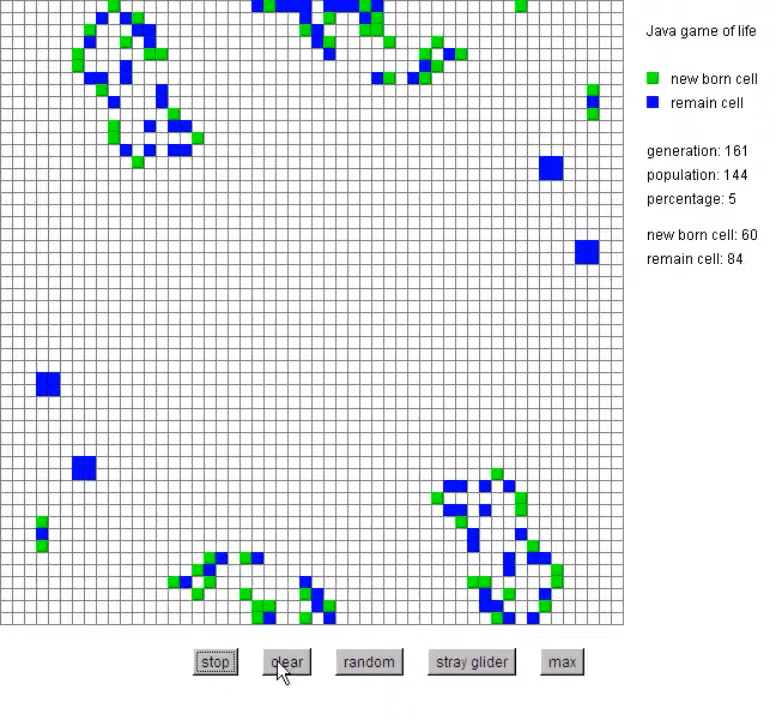 Java game of life
new born cell
remain cell
generation: 161
population: 144
percentage: 5
new born cell: 60
remain cell: 84
stop
clear
random
stray glider
max